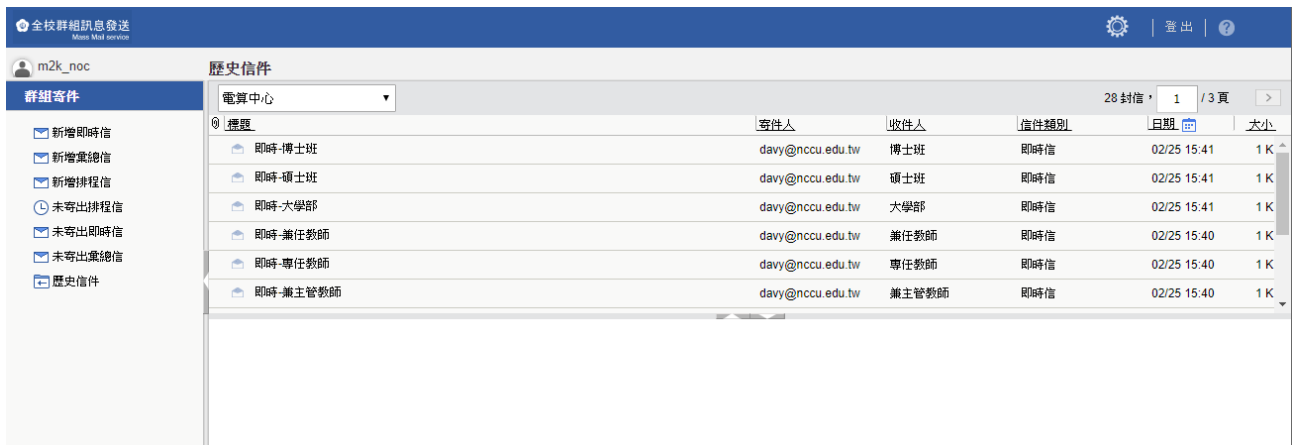 全校群組訊息發送
Mass Mail service
登出
m2k_noc
歷史信件
群組寄件
電算中心
28 封信， 1 / 3 頁
新增即時信
新增彙總信
新增排程信
未寄出排程信
未寄出即時信
未寄出彙總信
歷史信件
標題 寄件人 收件人 信件類別 日期 大小
即時-博士班 davy@nccu.edu.tw 博士班 即時信 02/25 15:41 1 K
即時-碩士班 davy@nccu.edu.tw 碩士班 即時信 02/25 15:41 1 K
即時-大學部 davy@nccu.edu.tw 大學部 即時信 02/25 15:41 1 K
即時-兼任教師 davy@nccu.edu.tw 兼任教師 即時信 02/25 15:40 1 K
即時-專任教師 davy@nccu.edu.tw 專任教師 即時信 02/25 15:40 1 K
即時-兼主管教師 davy@nccu.edu.tw 兼主管教師 即時信 02/25 15:40 1 K